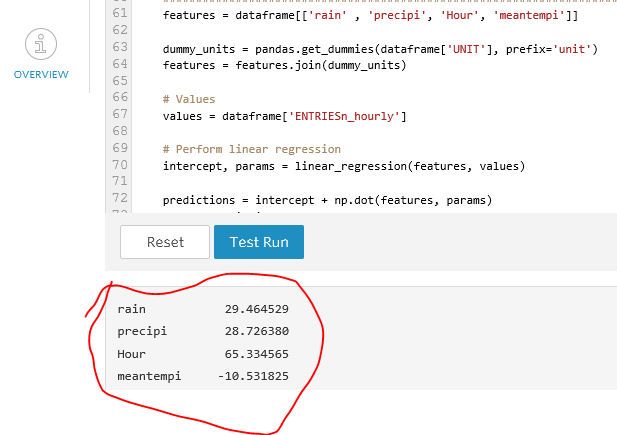 61 features = dataframe[['rain' , 'precipi', 'Hour', 'meantempi']]
62
63 dummy_units = pandas.get_dummies(dataframe['UNIT'], prefix='unit')
64 features = features.join(dummy_units)
65
66 # Values
67 values = dataframe['ENTRIESn_hourly']
68
69 # Perform linear regression
70 intercept, params = linear_regression(features, values)
71
72 predictions = intercept + np.dot(features, params)
OVERVIEW
Reset Test Run
rain 29.464529
precipi 28.726380
Hour 65.334565
meantempi -10.531825